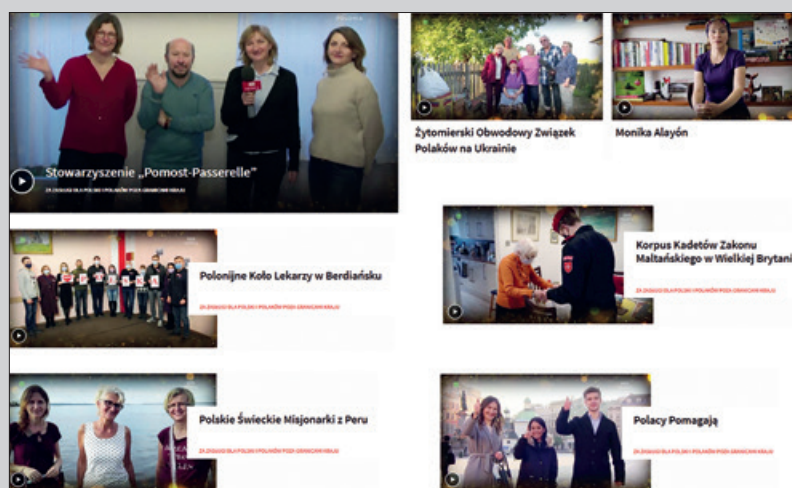 Stowarzyszenie „Pomost-Passerelle”
ZA ZASŁUGI DLA POLSKI I POLAKÓW POZA GRANICAMI KRAJU
Żytomierski Obwodowy Związek
Polaków na Ukrainie
Monika Alayón
Polonijne Koło Lekarzy w Berdiańsku
ZA ZASŁUGI DLA POLSKI I POLAKÓW POZA GRANICAMI KRAJU
Korpus Kadetów Zakonu
Maltańskiego w Wielkiej Brytani
ZA ZASŁUGI DLA POLSKI I POLAKÓW POZA GRANICAMI KRAJU
Polskie Świeckie Misjonarki z Peru
ZA ZASŁUGI DLA POLSKI I POLAKÓW POZA GRANICAMI KRAJU
Polacy Pomagają
ZA ZASŁUGI DLA POLSKI I POLAKÓW POZA GRANICAMI KRAJU